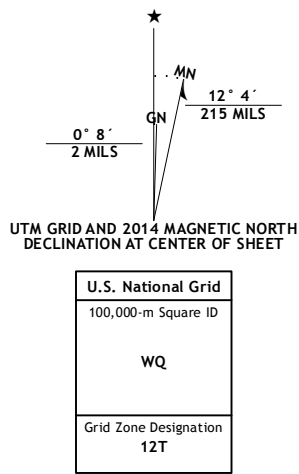 ★
MN
GN
12° 4´
215 MILS
0° 8´
2 MILS
UTM GRID AND 2014 MAGNETIC NORTH
DECLINATION AT CENTER OF SHEET
U.S. National Grid
100,000-m Square ID
WQ
Grid Zone Designation
12T